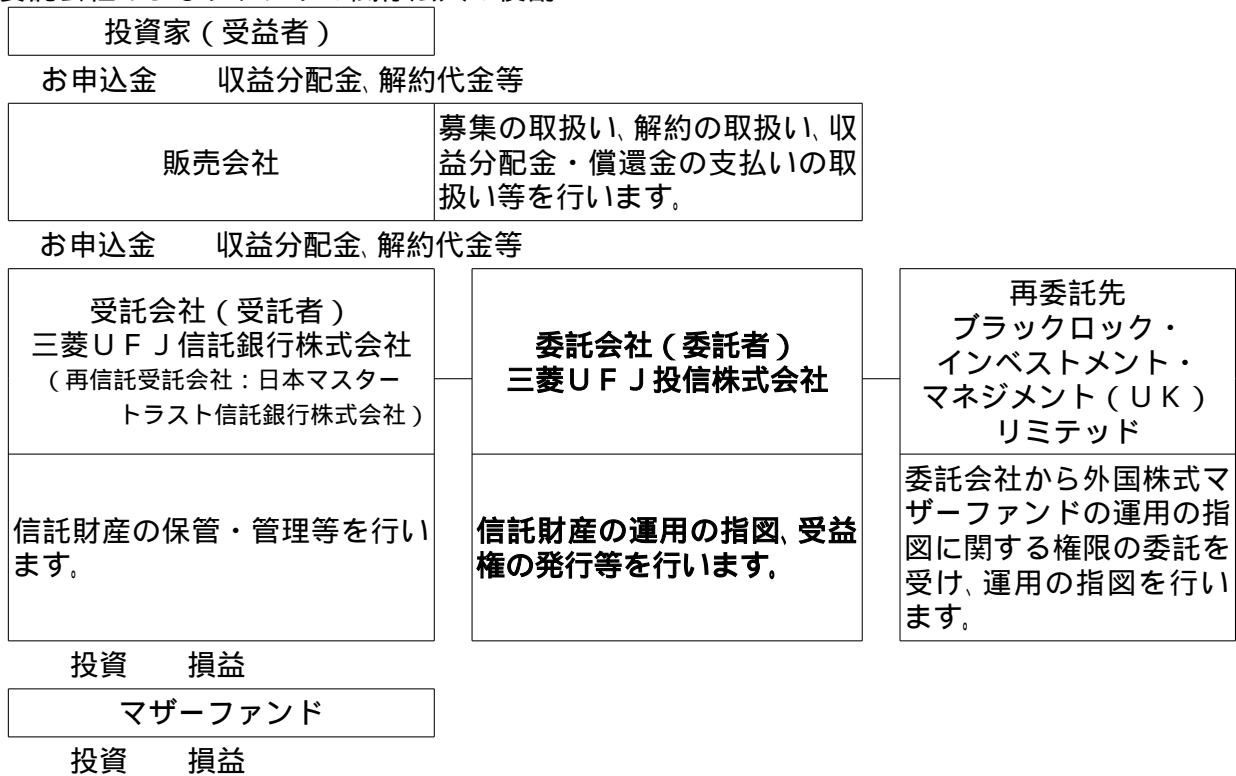 投資家(受益者)
お申込金 収益分配金、解約代金等
販売会社
募集の取扱い、解約の取扱い、収
益分配金・償還金の支払いの取
扱い等を行います。
お申込金 収益分配金、解約代金等
受託会社(受託者)
三菱UFJ信託銀行株式会社
(再信託受託会社:日本マスター
トラスト信託銀行株式会社)
委託会社(委託者)
三菱UFJ投信株式会社
再委託先
ブラックロック・
インベストメント・
マネジメント(UK)
リミテッド
信託財産の保管・管理等を行い
ます。
信託財産の運用の指図、受益
権の発行等を行います。
委託会社から外国株式マ
ザーファンドの運用の指
図に関する権限の委託を
受け、運用の指図を行い
ます。
投資 損益
マザーファンド
投資 損益